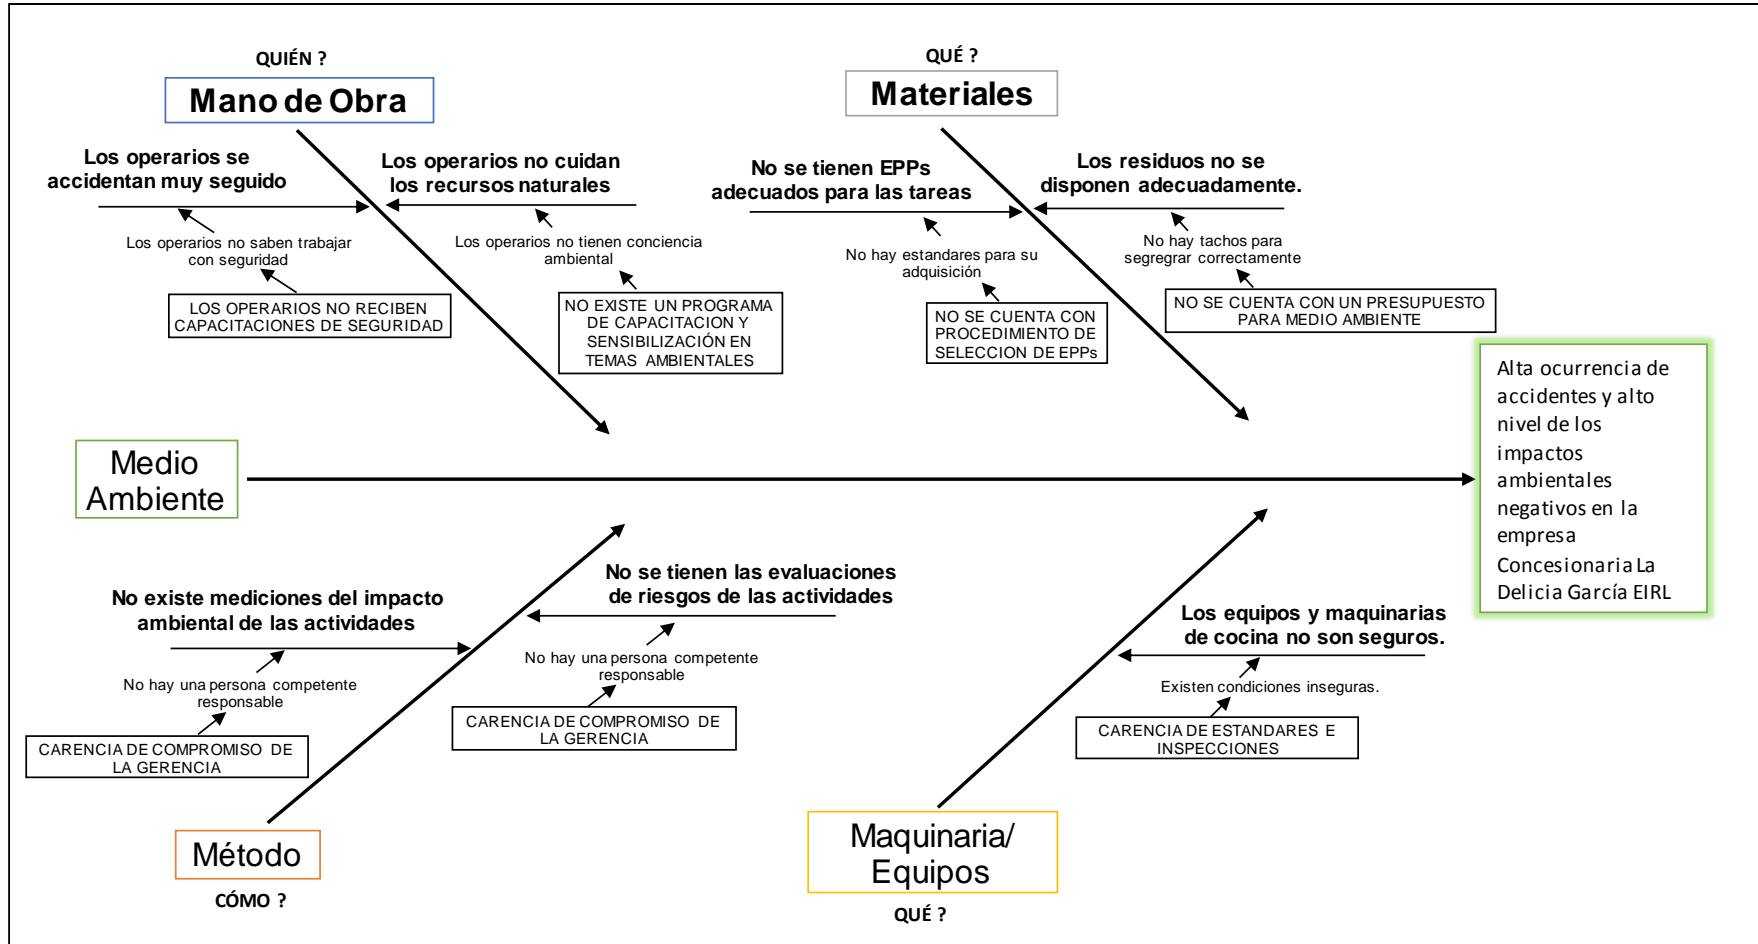 QUIÉN ?
Mano de Obra
Los operarios se
accidentan muy seguido
Los operarios no cuidan
los recursos naturales
Los operarios no saben trabajar
con seguridad
Los operarios no tienen conciencia
ambiental
LOS OPERARIOS NO RECIBEN
CAPACITACIONES DE SEGURIDAD
NO EXISTE UN PROGRAMA
DE CAPACITACION Y
SENSIBILIZACIÓN EN
TEMAS AMBIENTALES
QUÉ ?
Materiales
No se tienen EPPs
adecuados para las tareas
Los residuos no se
disponen adecuadamente.
No hay estandares para su
adquisición
No hay tachos para
segregrar correctamente
NO SE CUENTA CON
PROCEDIMIENTO DE
SELECCION DE EPPs
NO SE CUENTA CON UN PRESUPUESTO
PARA MEDIO AMBIENTE
Medio
Ambiente
Alta ocurrencia de
accidentes y alto
nivel de los
impactos
ambientales
negativos en la
empresa
Concesionaria La
Delicia García EIRL
No existe mediciones del impacto
ambiental de las actividades
No se tienen las evaluaciones
de riesgos de las actividades
No hay una persona competente
responsable
No hay una persona competente
responsable
CARENCIA DE COMPROMISO DE
LA GERENCIA
CARENCIA DE COMPROMISO DE
LA GERENCIA
Método
CÓMO ?
Los equipos y maquinarias
de cocina no son seguros.
Existen condiciones inseguras.
CARENCIA DE ESTANDARES E
INSPECCIONES
Maquinaria/
Equipos
QUÉ ?